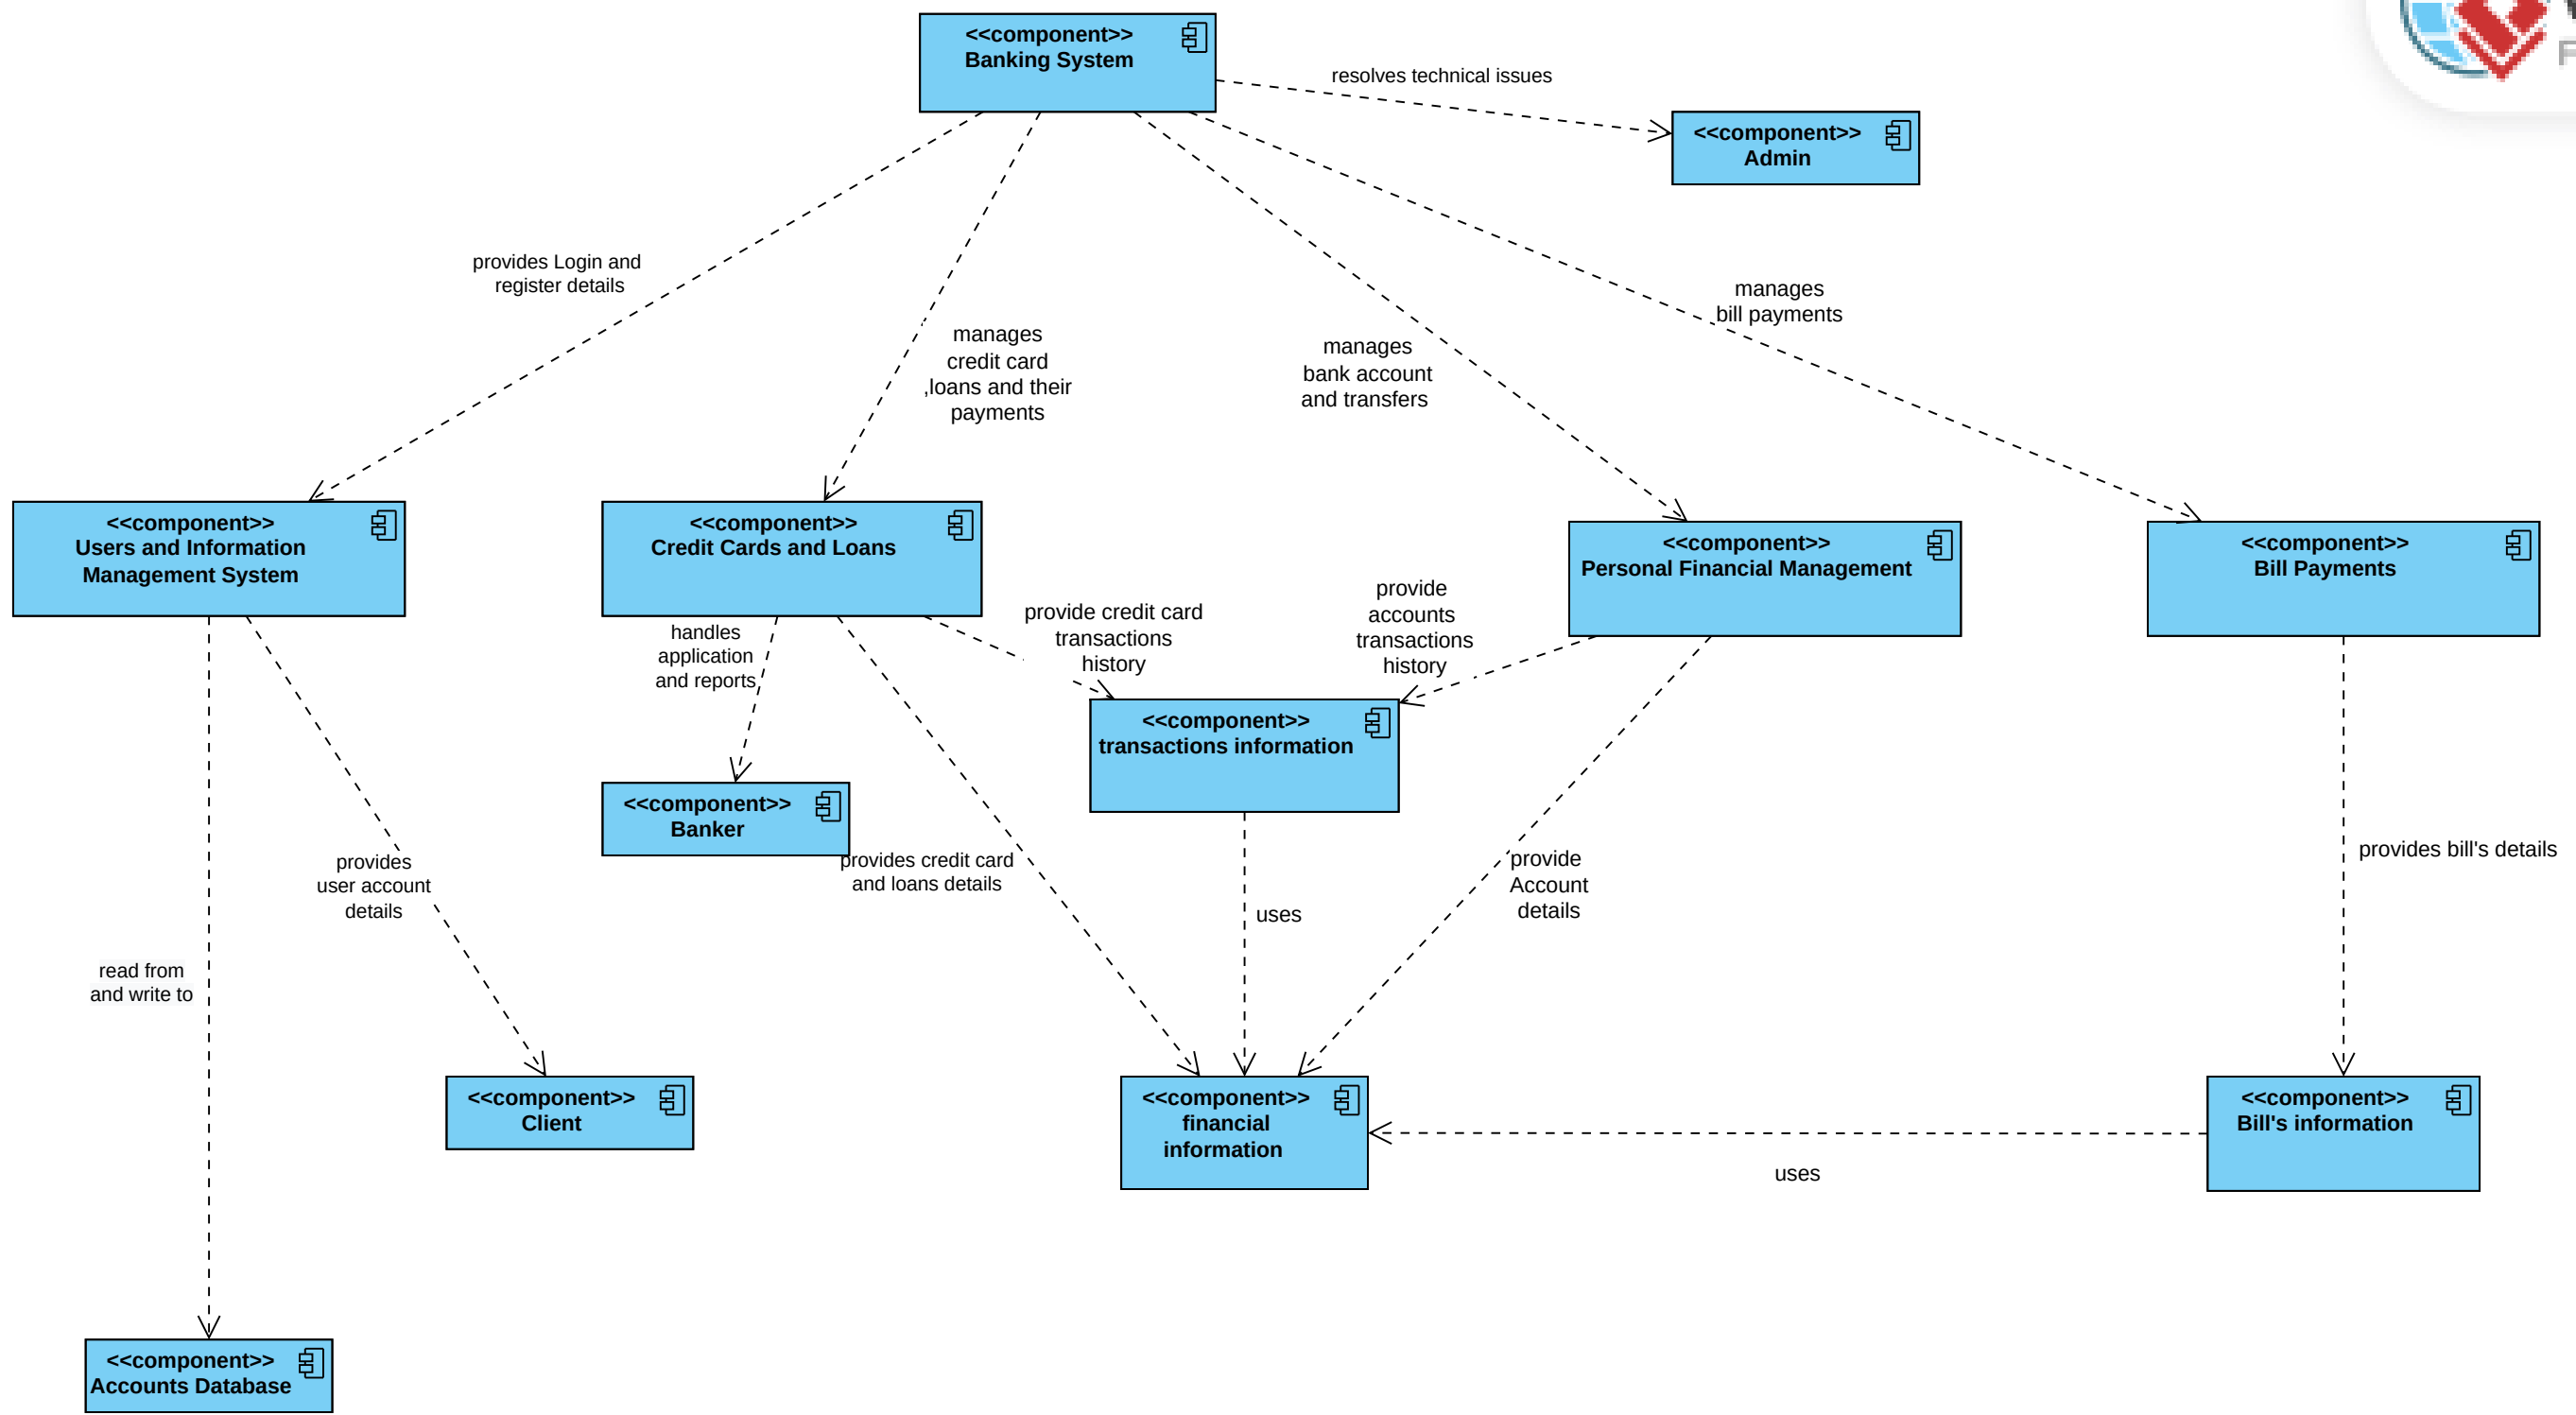 <<component>>
Banking System
resolves technical issues
<<component>>
Admin
provides Login and
register details
manages
credit card
,loans and their
payments
manages
bank account
and transfers
manages
bill payments
<<component>>
Users and Information
Management System
<<component>>
Credit Cards and Loans
<<component>>
Personal Financial Management
<<component>>
Bill Payments
handles
application
and reports
provide credit card
transactions
history
provide
accounts
transactions
history
<<component>>
transactions information
<<component>>
Banker
provides
user account
details
provides credit card
and loans details
uses
provide
Account
details
provides bill's details
read from
and write to
<<component>>
Client
<<component>>
financial
information
<<component>>
Bill's information
uses
<<component>>
Accounts Database